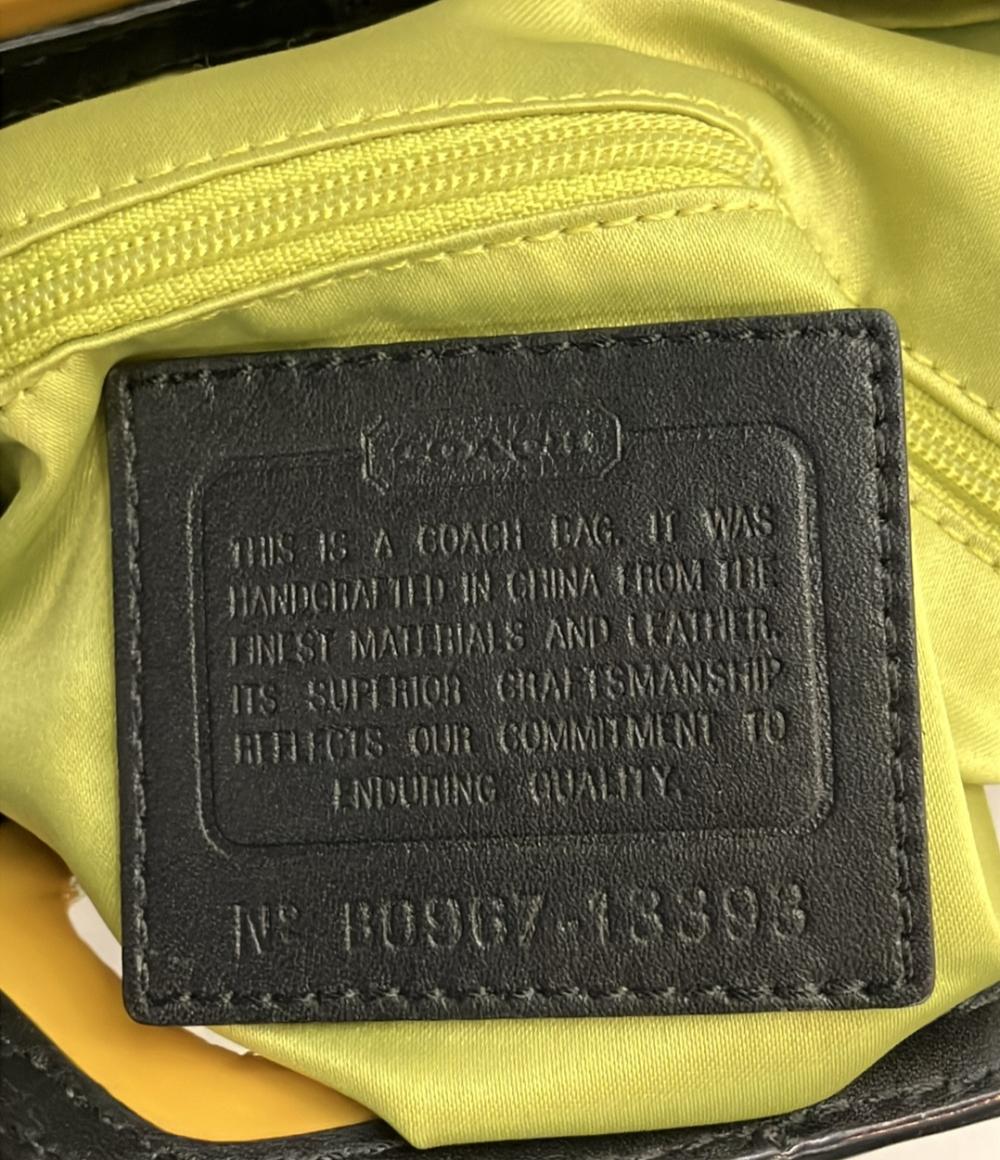 COACH
THIS IS A COACH BAG. IT WAS
HANDCRAFTED IN CHINA FROM THE
FINEST MATERIALS AND LEATHER.
ITS SUPERIOR CRAFTSMANSHIP
REFLECTS OUR COMMITMENT TO
ENDURING QUALITY.
Nº B0967-13393